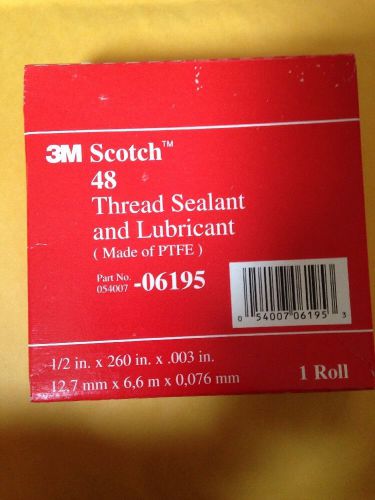 3M Scotch™
48
Thread Sealant
and Lubricant
( Made of PTFE )
Part No.
054007 -06195
0 54007 06195 3
1/2 in. x 260 in. x .003 in.
12,7 mm x 6,6 m x 0,076 mm
1 Roll